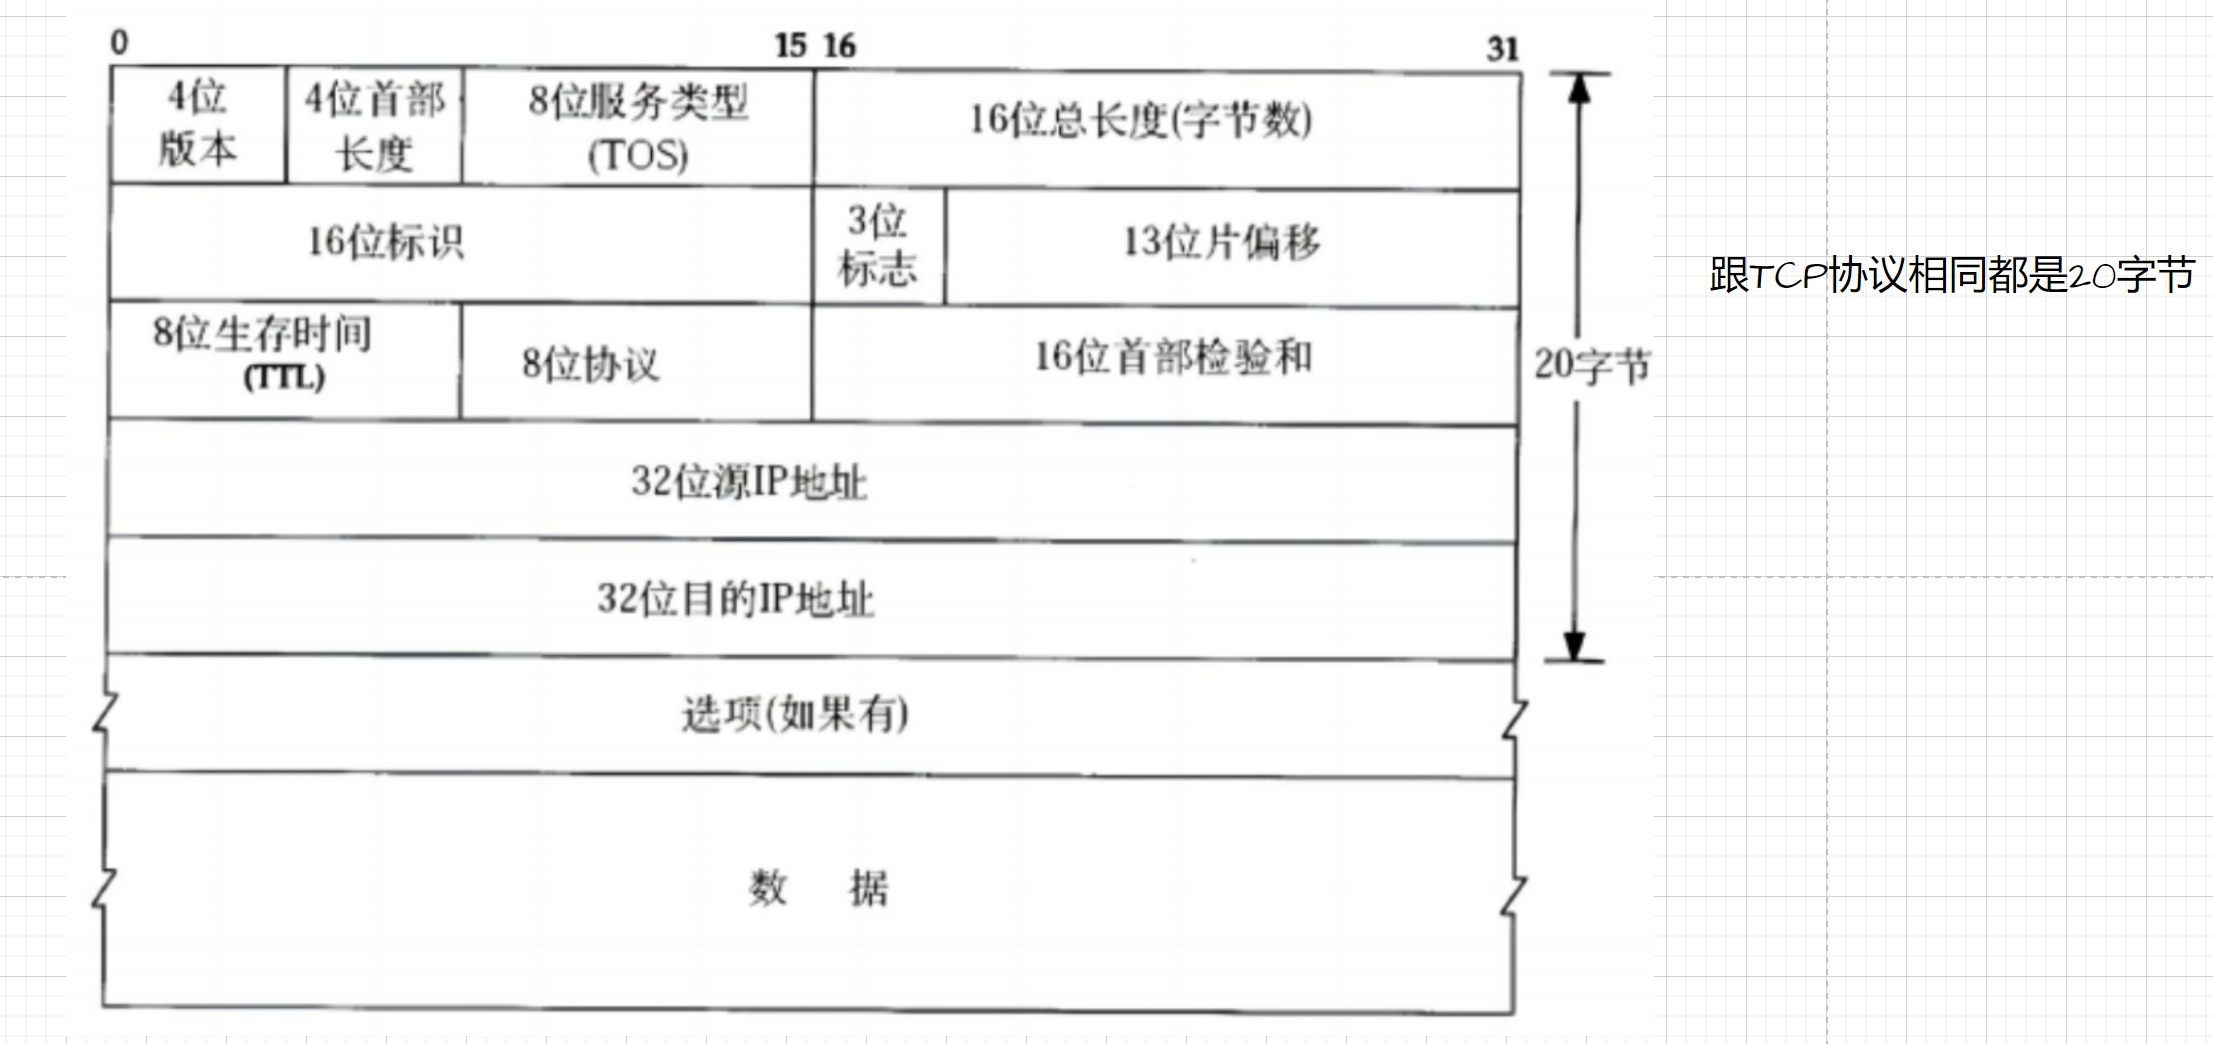 0 15 16 31
4位
版本
4位首部
长度
8位服务类型
(TOS)
16位总长度(字节数)
16位标识
3位
标志
13位片偏移
跟TCP协议相同都是20字节
8位生存时间
(TTL)
8位协议
16位首部检验和
20字节
32位源IP地址
32位目的IP地址
选项(如果有)
数 据